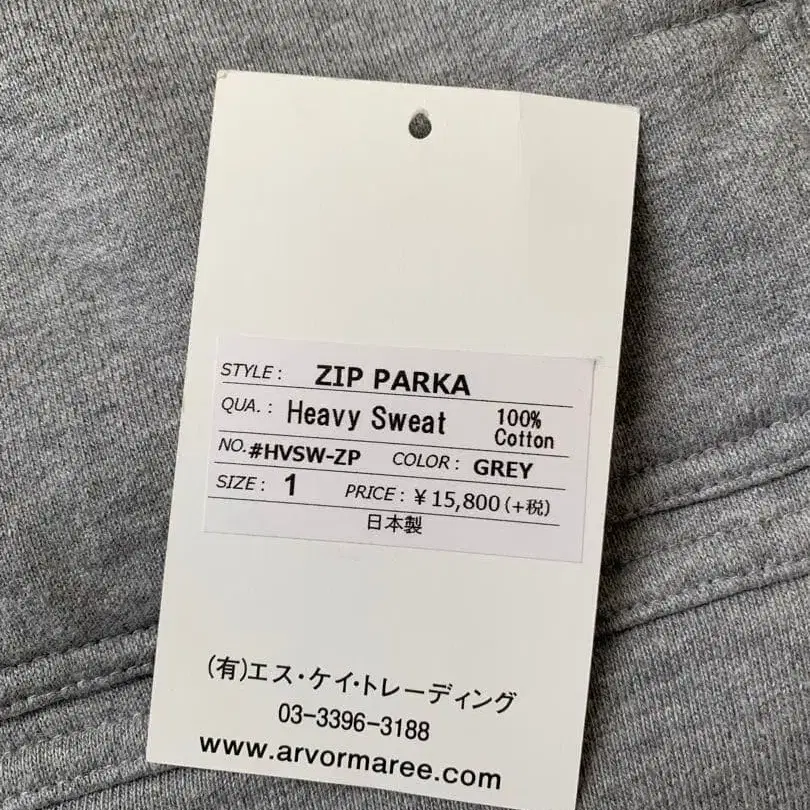 STYLE : ZIP PARKA
QUA. : Heavy Sweat 100% Cotton
NO. #HVSW-ZP COLOR : GREY
SIZE : 1 PRICE : ¥15,800 (+税)
日本製
(有)エス・ケイ・トレーディング
03-3396-3188
www.arvormaree.com